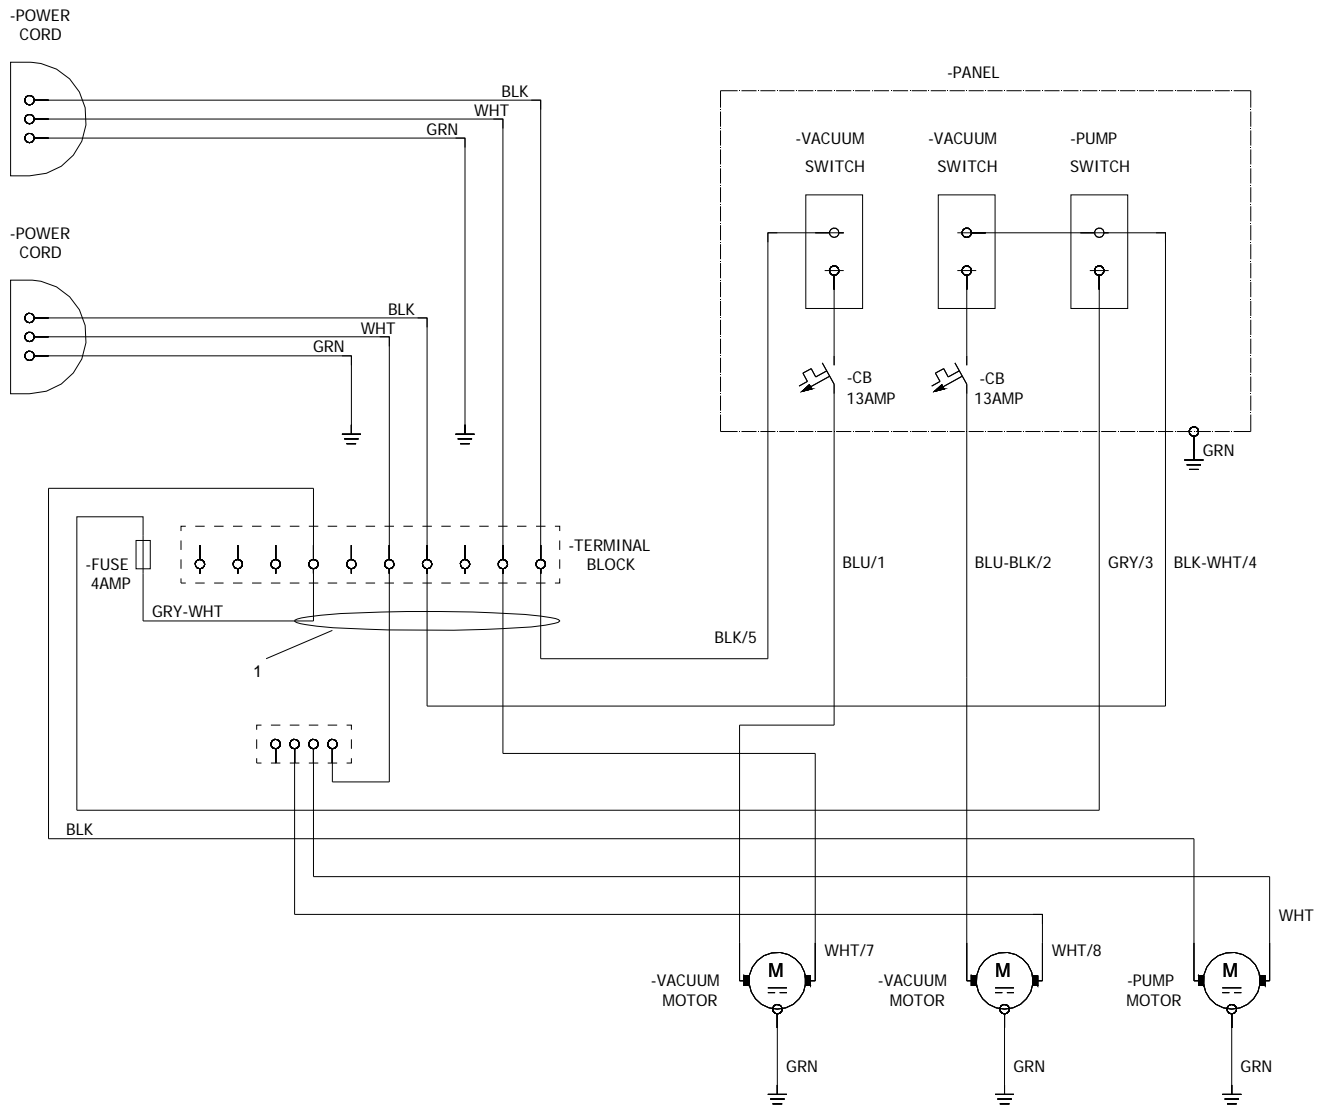 -POWER
CORD
BLK
WHT
GRN
-PANEL
-VACUUM
SWITCH
-VACUUM
SWITCH
-PUMP
SWITCH
-POWER
CORD
BLK
WHT
GRN
-CB
13AMP
-CB
13AMP
GRN
-FUSE
4AMP
-TERMINAL
BLOCK
BLU/1
BLU-BLK/2
GRY/3
BLK-WHT/4
GRY-WHT
BLK/5
1
BLK
WHT
WHT/7
WHT/8
M
M
M
-VACUUM
MOTOR
-VACUUM
MOTOR
-PUMP
MOTOR
GRN
GRN
GRN